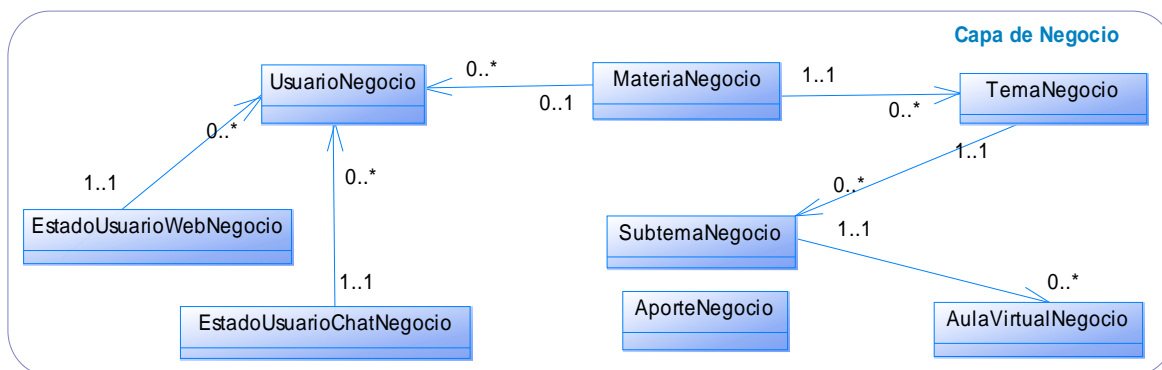 Capa de Negocio
UsuarioNegocio
0..*
0..1
MateriaNegocio
1..1
0..*
TemaNegocio
0..*
1..1
1..1
0..*
EstadoUsuarioWebNegocio
0..*
SubtemaNegocio
1..1
1..1
EstadoUsuarioChatNegocio
AporteNegocio
0..*
AulaVirtualNegocio